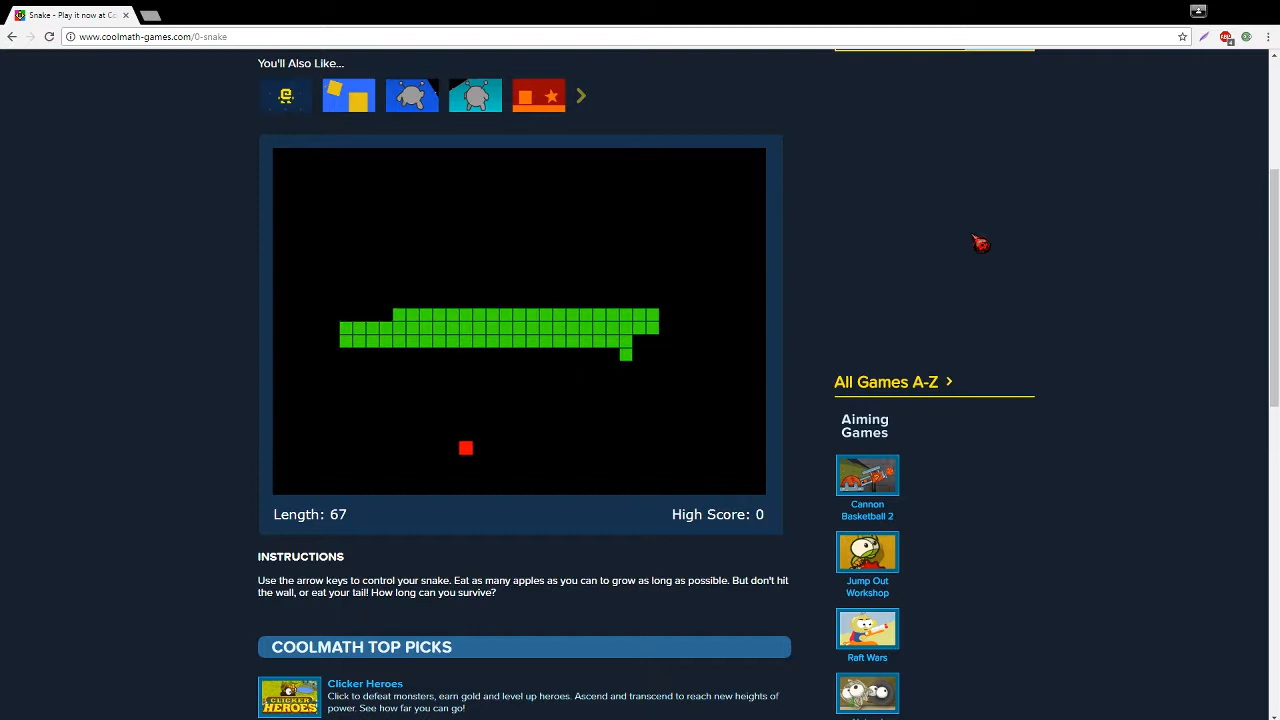 Snake - Play it now at Co
www.coolmath-games.com/0-snake
You'll Also Like...
Length: 67
High Score: 0
INSTRUCTIONS
Use the arrow keys to control your snake. Eat as many apples as you can to grow as long as possible. But don't hit
the wall, or eat your tail! How long can you survive?
COOLMATH TOP PICKS
CLICKER
HEROES
Clicker Heroes
Click to defeat monsters, earn gold and level up heroes. Ascend and transcend to reach new heights of
power. See how far you can go!
All Games A-Z
Aiming
Games
Cannon
Basketball 2
Jump Out
Workshop
Raft Wars